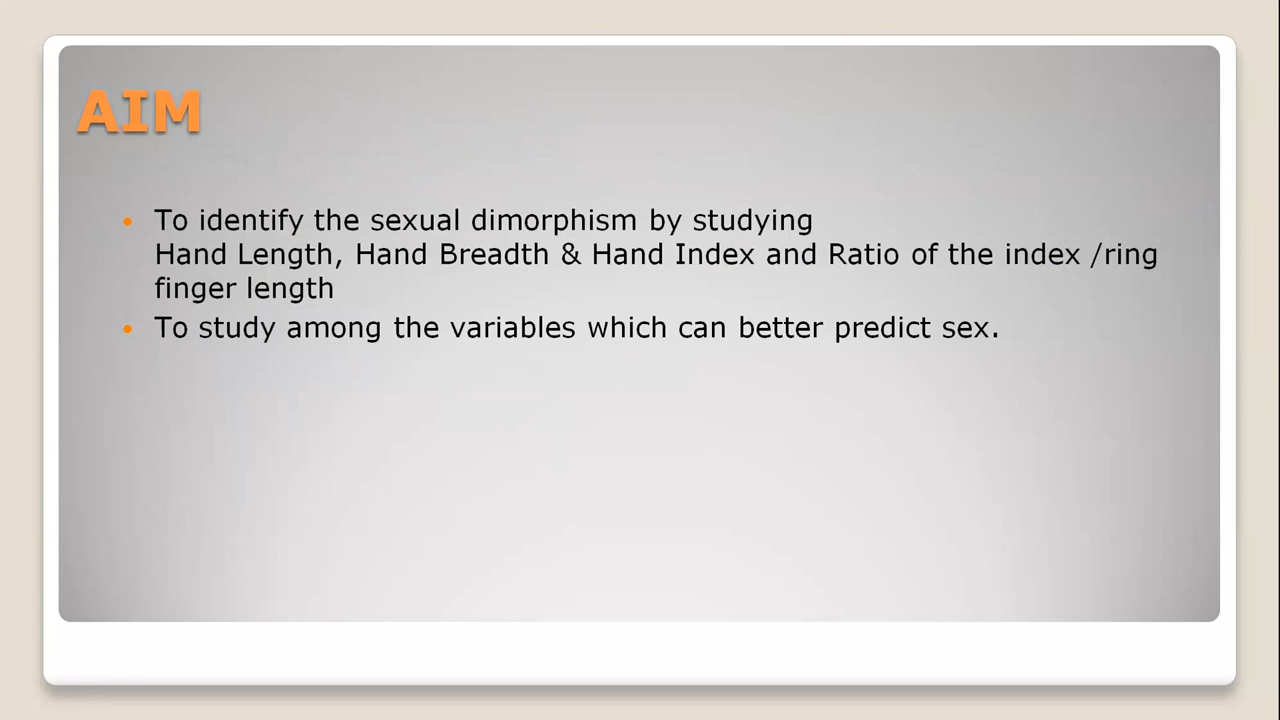 AIM
• To identify the sexual dimorphism by studying
Hand Length, Hand Breadth & Hand Index and Ratio of the index /ring
finger length
• To study among the variables which can better predict sex.